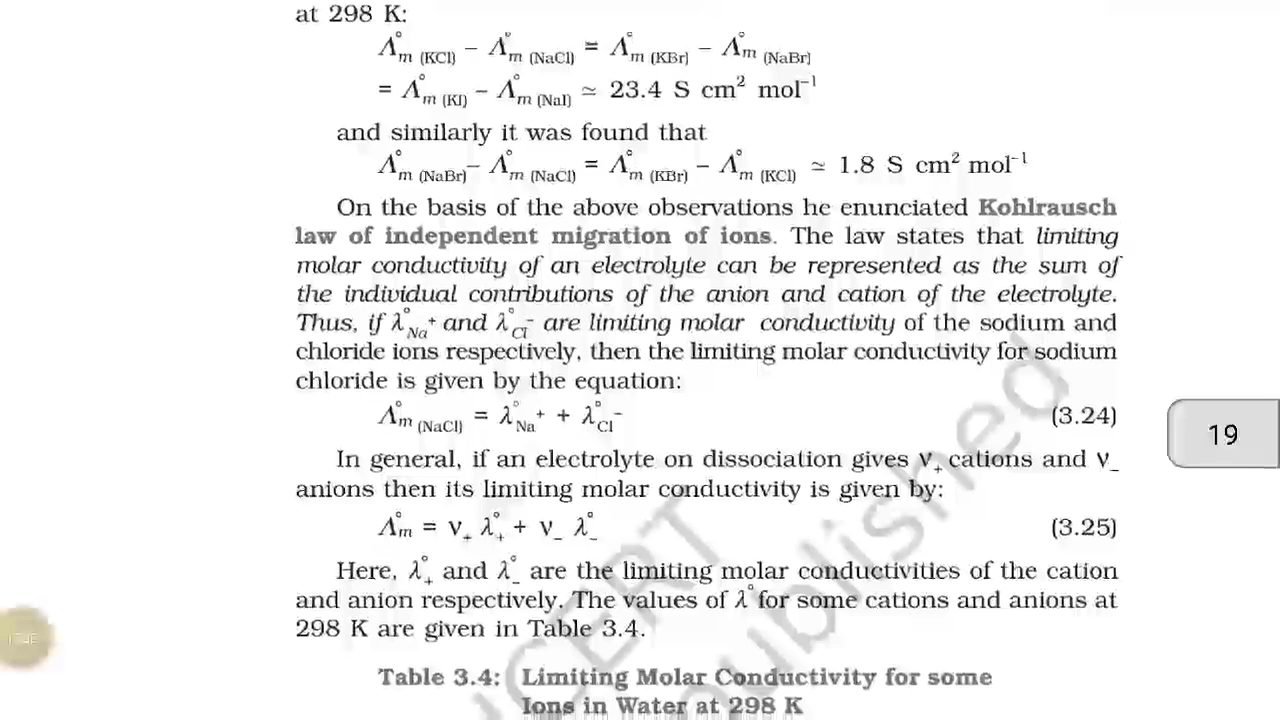 at 298 K:
Λ°m (KCl) – Λ°m (NaCl) = Λ°m (KBr) – Λ°m (NaBr)
= Λ°m (KI) – Λ°m (NaI) ≃ 23.4 S cm² mol⁻¹
and similarly it was found that
Λ°m (NaBr) – Λ°m (NaCl) = Λ°m (KBr) – Λ°m (KCl) ≃ 1.8 S cm² mol⁻¹
On the basis of the above observations he enunciated Kohlrausch
law of independent migration of ions. The law states that limiting
molar conductivity of an electrolyte can be represented as the sum of
the individual contributions of the anion and cation of the electrolyte.
Thus, if λ°Na⁺ and λ°Cl⁻ are limiting molar conductivity of the sodium and
chloride ions respectively, then the limiting molar conductivity for sodium
chloride is given by the equation:
Λ°m (NaCl) = λ°Na⁺ + λ°Cl⁻ (3.24)
In general, if an electrolyte on dissociation gives ν₊ cations and ν₋
anions then its limiting molar conductivity is given by:
Λ°m = ν₊ λ°₊ + ν₋ λ°₋ (3.25)
Here, λ°₊ and λ°₋ are the limiting molar conductivities of the cation
and anion respectively. The values of λ° for some cations and anions at
298 K are given in Table 3.4.
Table 3.4: Limiting Molar Conductivity for some
Ions in Water at 298 K
19
NCERT
published